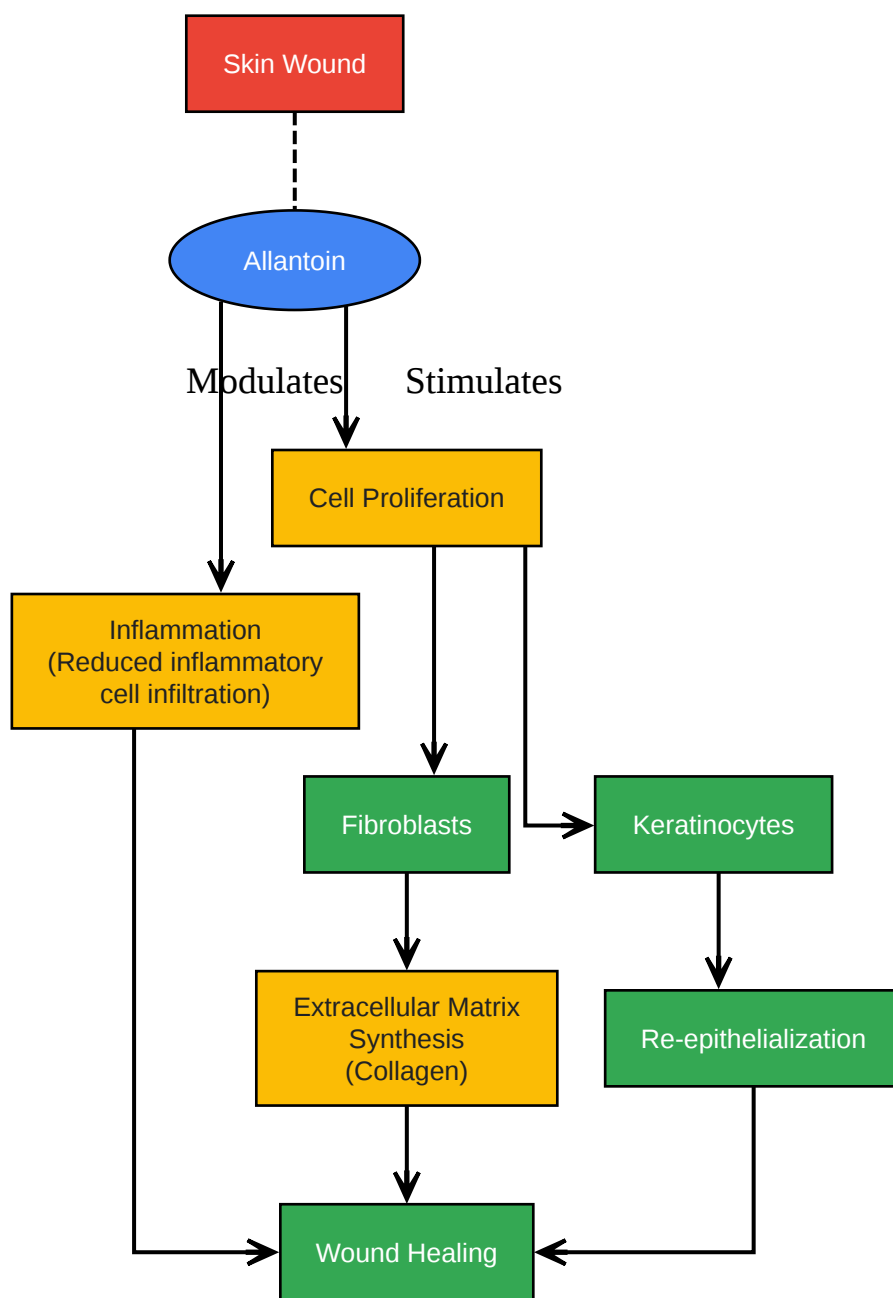 Skin Wound
Allantoin
Modulates
Stimulates
Cell Proliferation
Inflammation
(Reduced inflammatory
cell infiltration)
Fibroblasts
Keratinocytes
Extracellular Matrix
Synthesis
(Collagen)
Re-epithelialization
Wound Healing